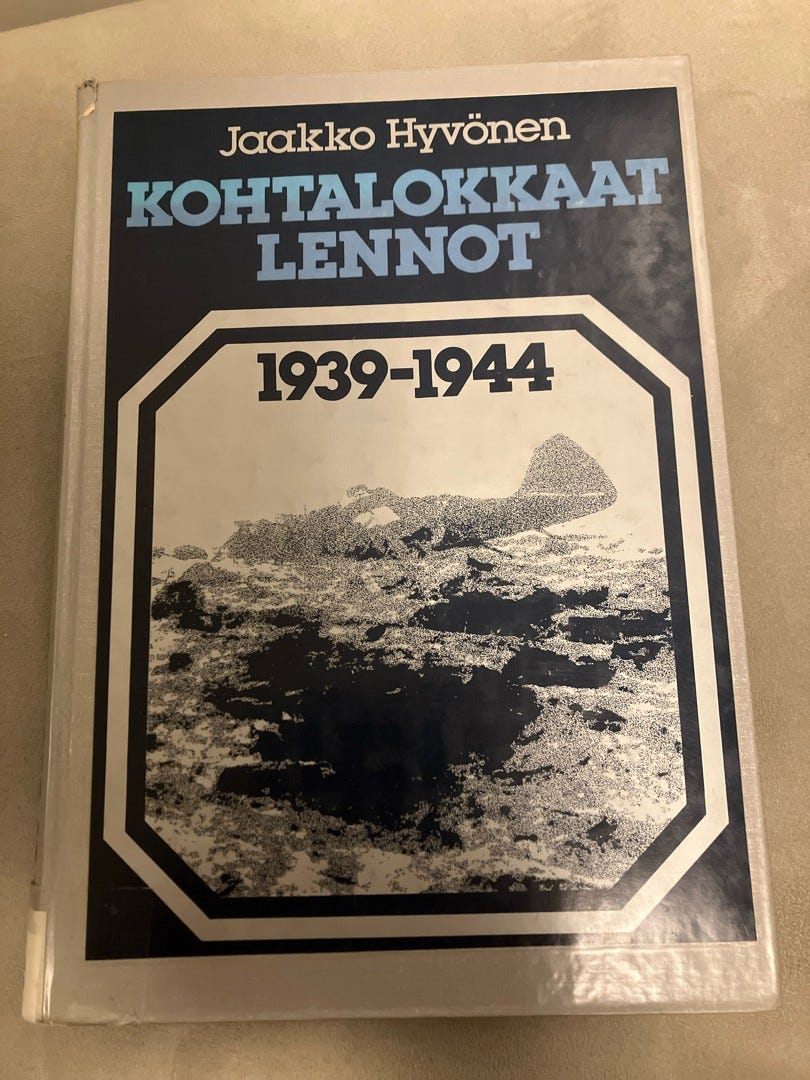 Jaakko Hyvönen
KOHTALOKKAAT
LENNOT
1939-1944